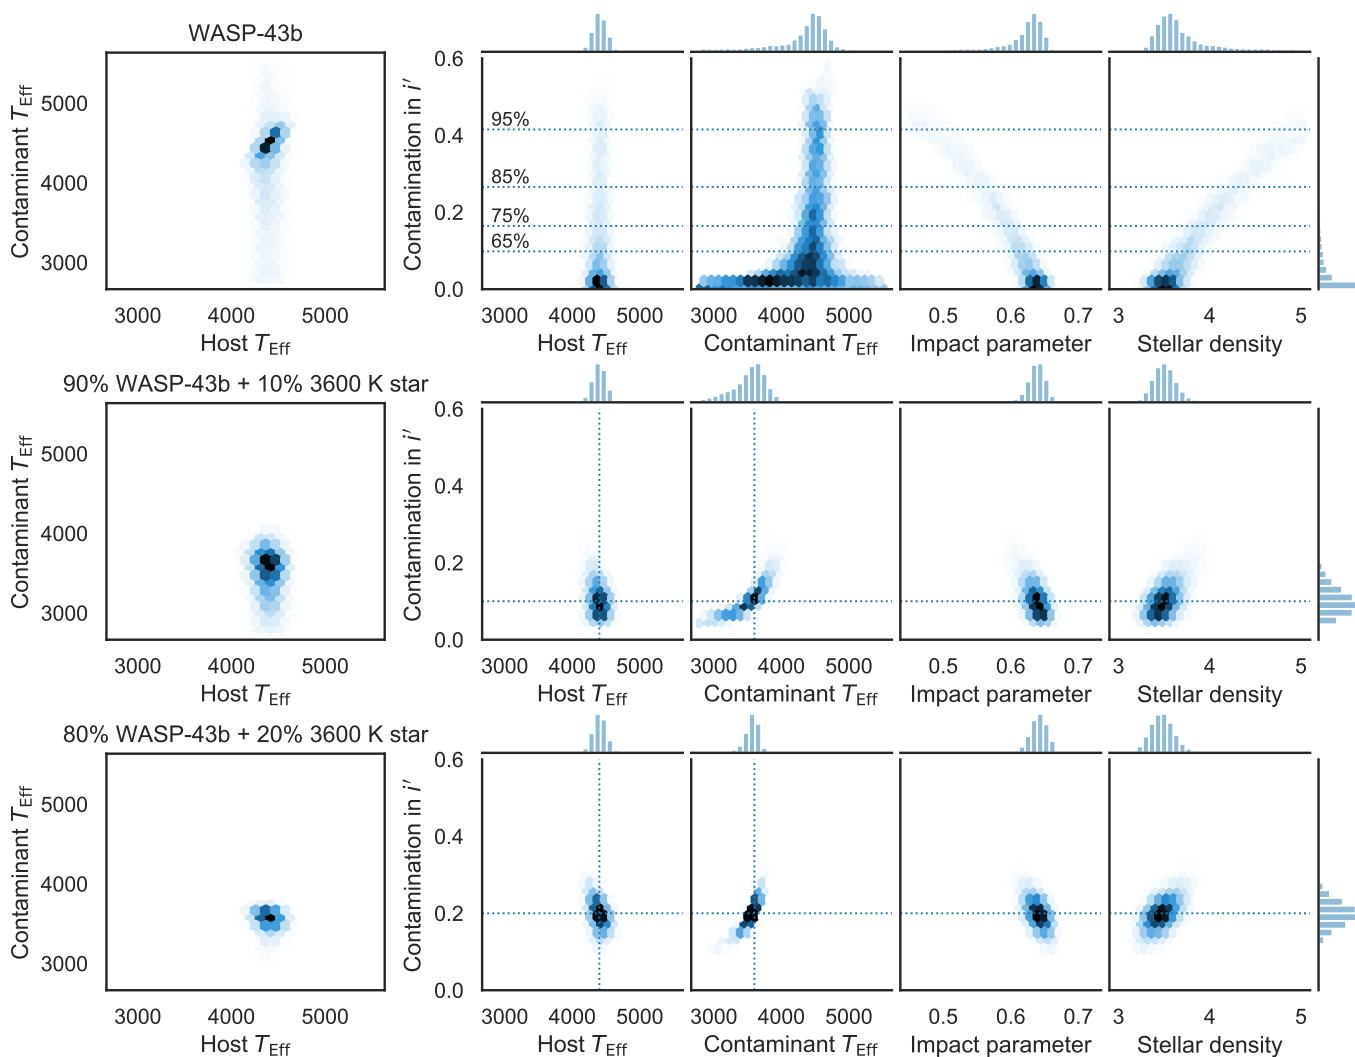 WASP-43b
Contaminant T_Eff
5000
4000
3000
3000 4000 5000
Host T_Eff
Contamination in i′
0.6
0.4
0.2
0.0
95%
85%
75%
65%
3000 4000 5000
Host T_Eff
3000 4000 5000
Contaminant T_Eff
0.5 0.6 0.7
Impact parameter
3 4 5
Stellar density
90% WASP-43b + 10% 3600 K star
Contaminant T_Eff
5000
4000
3000
3000 4000 5000
Host T_Eff
Contamination in i′
0.6
0.4
0.2
0.0
3000 4000 5000
Host T_Eff
3000 4000 5000
Contaminant T_Eff
0.5 0.6 0.7
Impact parameter
3 4 5
Stellar density
80% WASP-43b + 20% 3600 K star
Contaminant T_Eff
5000
4000
3000
3000 4000 5000
Host T_Eff
Contamination in i′
0.6
0.4
0.2
0.0
3000 4000 5000
Host T_Eff
3000 4000 5000
Contaminant T_Eff
0.5 0.6 0.7
Impact parameter
3 4 5
Stellar density